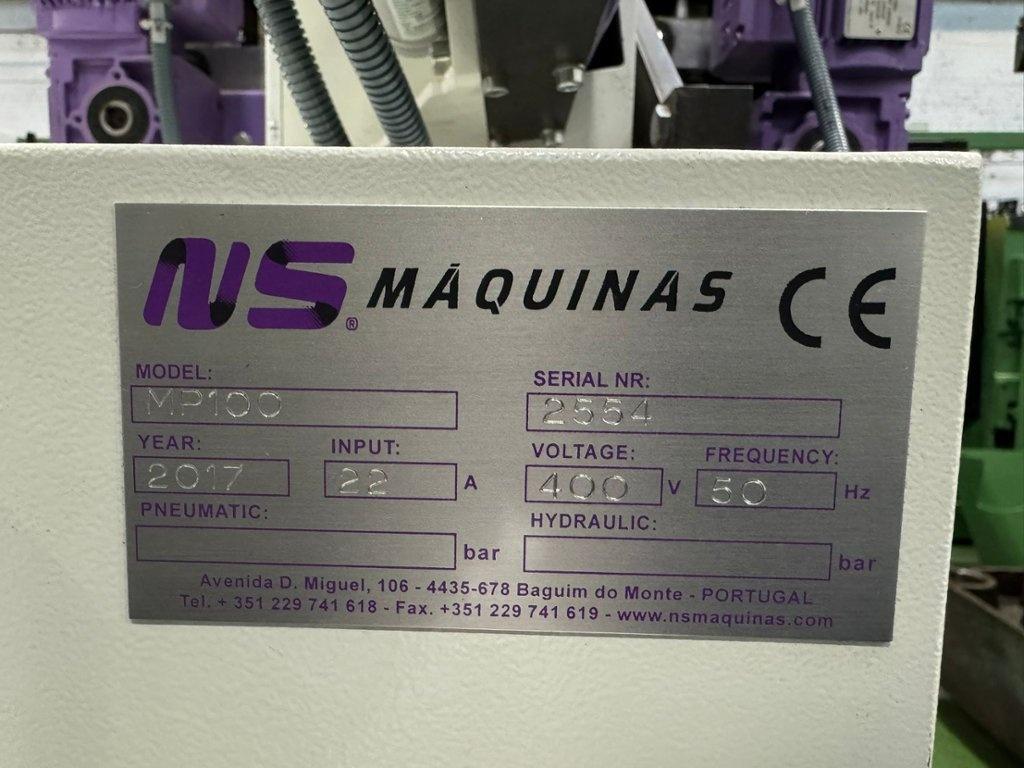 NS® MÁQUINAS CE
MODEL: SERIAL NR:
MP100 2554
YEAR: INPUT: VOLTAGE: FREQUENCY:
2017 22 A 400 V 50 Hz
PNEUMATIC: HYDRAULIC:
bar bar
Avenida D. Miguel, 106 - 4435-678 Baguim do Monte - PORTUGAL
Tel. + 351 229 741 618 - Fax. +351 229 741 619 - www.nsmaquinas.com